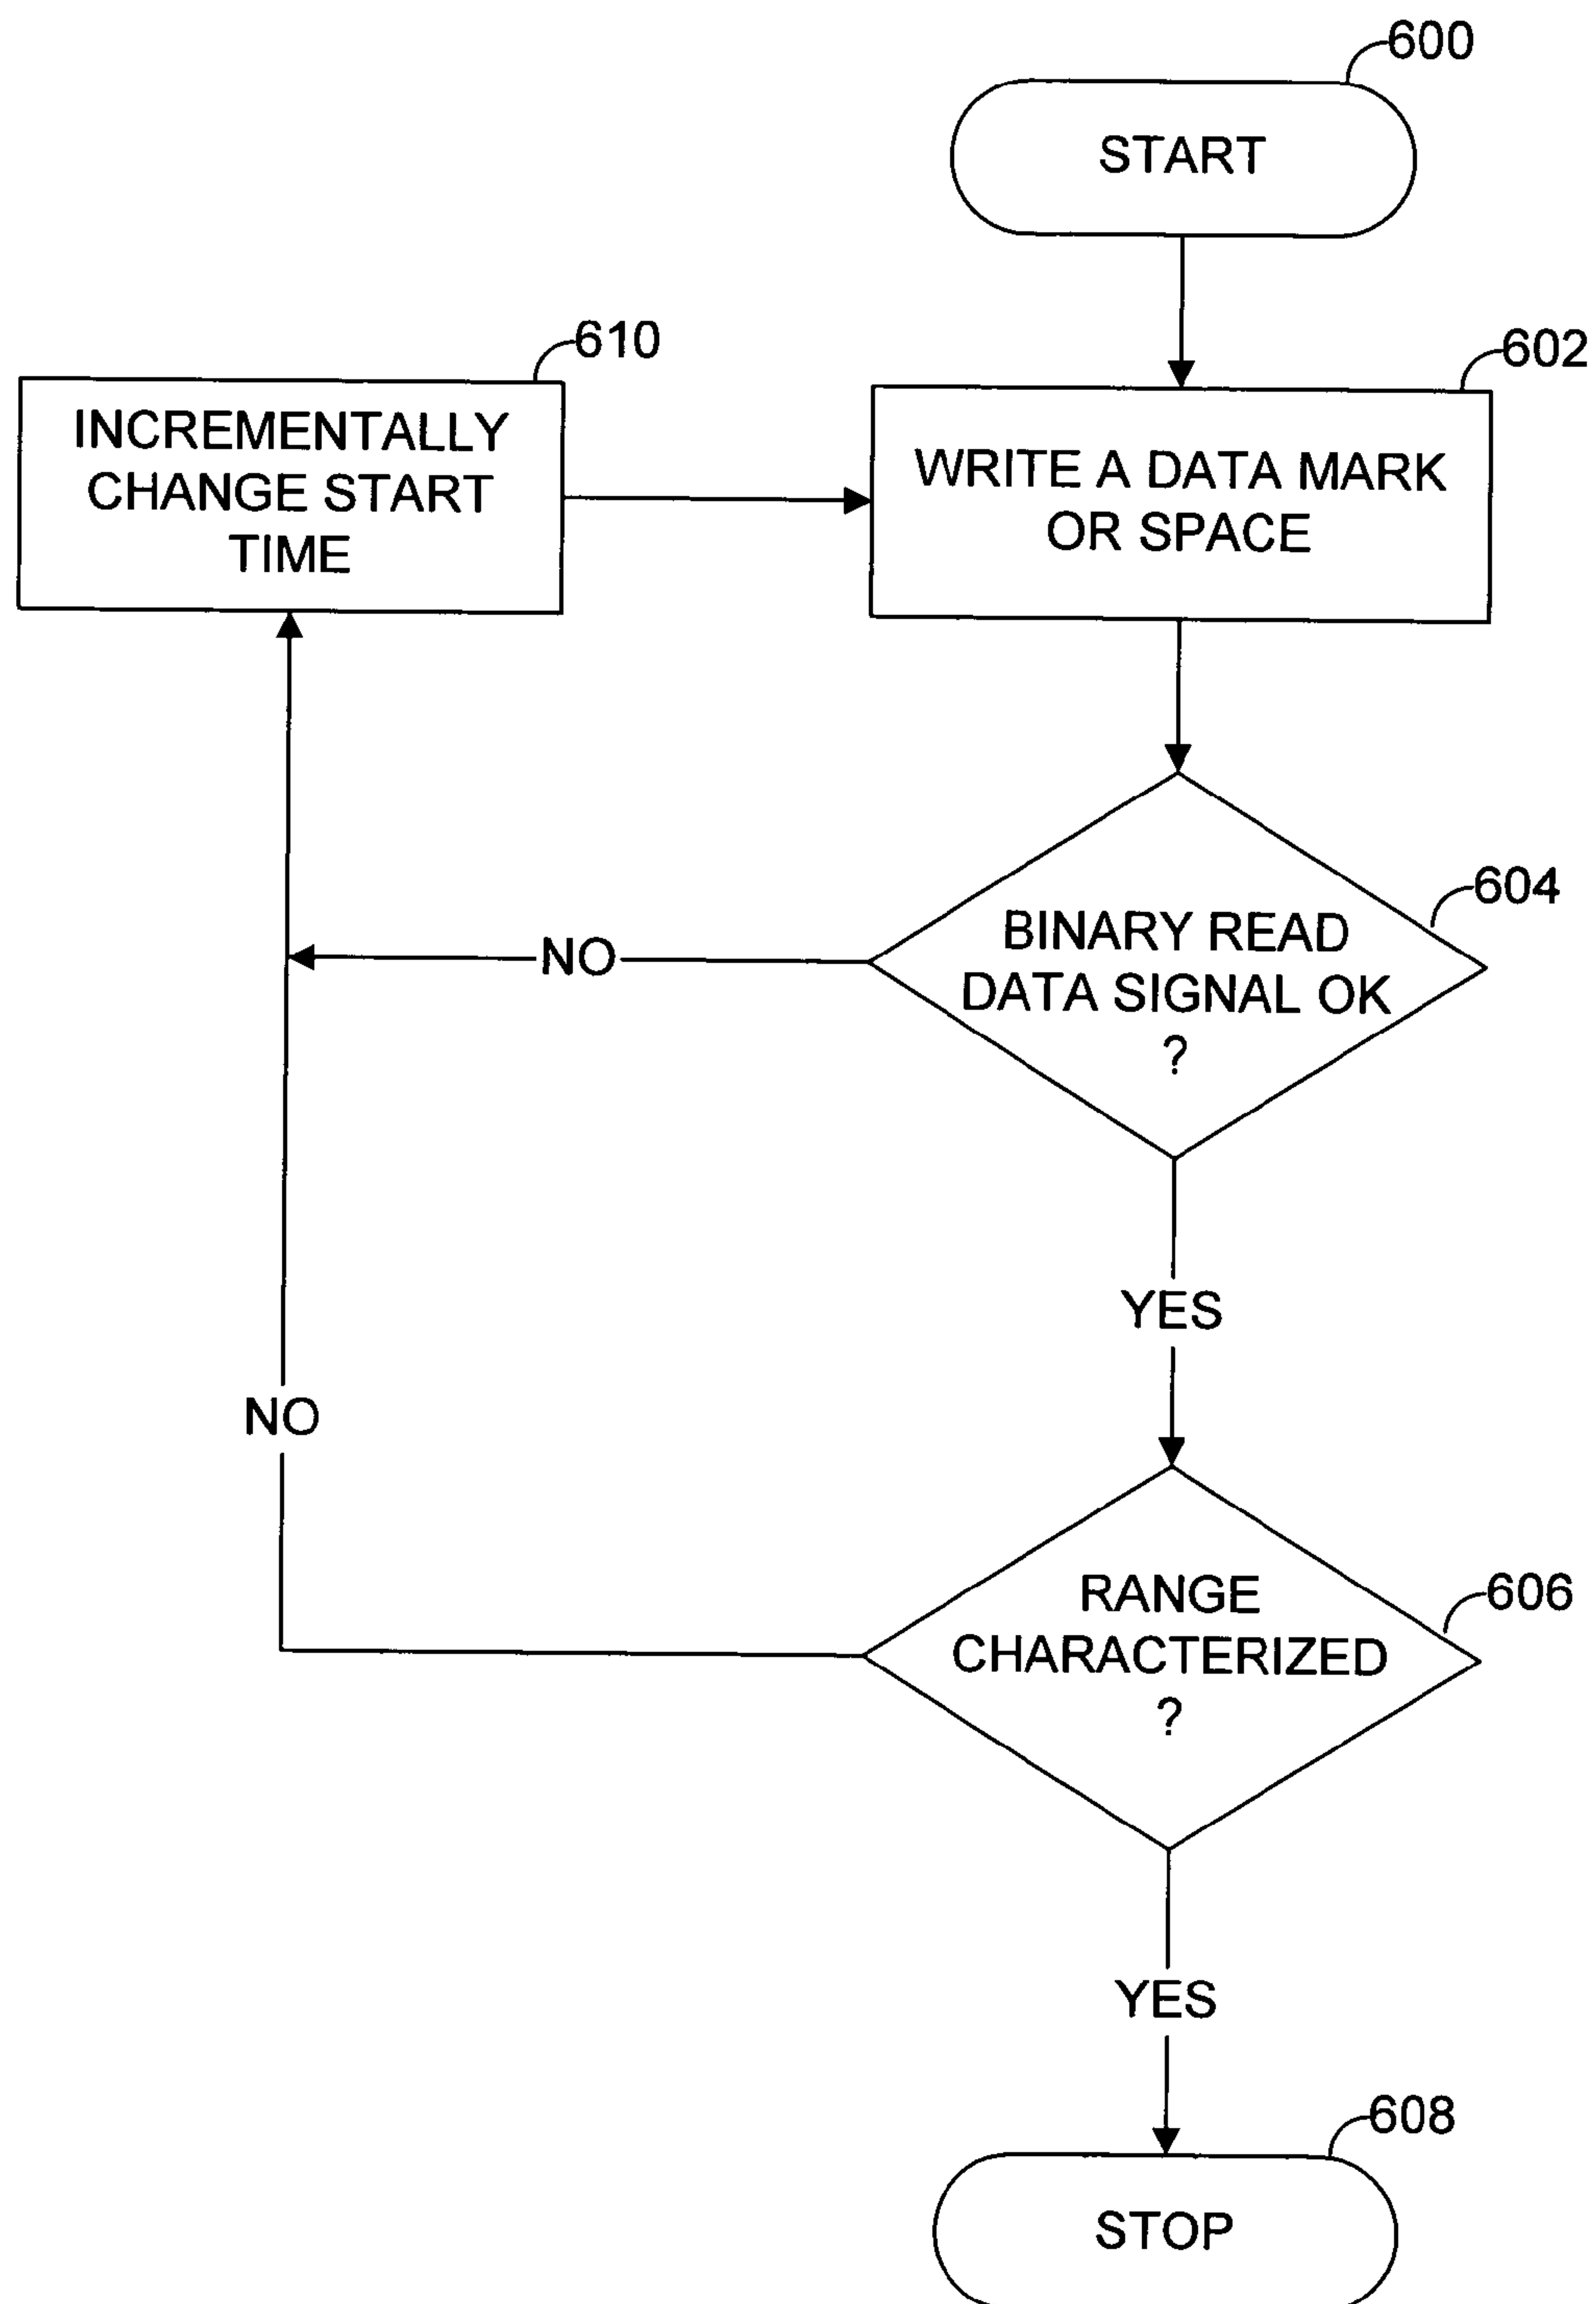 600
START
610
602
INCREMENTALLY
CHANGE START
TIME
WRITE A DATA MARK
OR SPACE
604
BINARY READ
DATA SIGNAL OK
?
NO
YES
NO
606
RANGE
CHARACTERIZED
?
YES
608
STOP